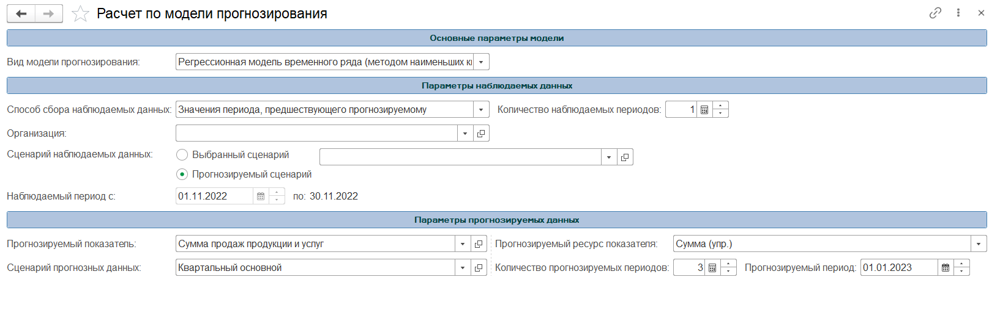 Расчет по модели прогнозирования
Основные параметры модели
Вид модели прогнозирования: Регрессионная модель временного ряда (методом наименьших к
Параметры наблюдаемых данных
Способ сбора наблюдаемых данных: Значения периода, предшествующего прогнозируемому Количество наблюдаемых периодов: 1
Организация:
Сценарий наблюдаемых данных: Выбранный сценарий
Прогнозируемый сценарий
Наблюдаемый период с: 01.11.2022 по: 30.11.2022
Параметры прогнозируемых данных
Прогнозируемый показатель: Сумма продаж продукции и услуг Прогнозируемый ресурс показателя: Сумма (упр.)
Сценарий прогнозных данных: Квартальный основной Количество прогнозируемых периодов: 3 Прогнозируемый период: 01.01.2023